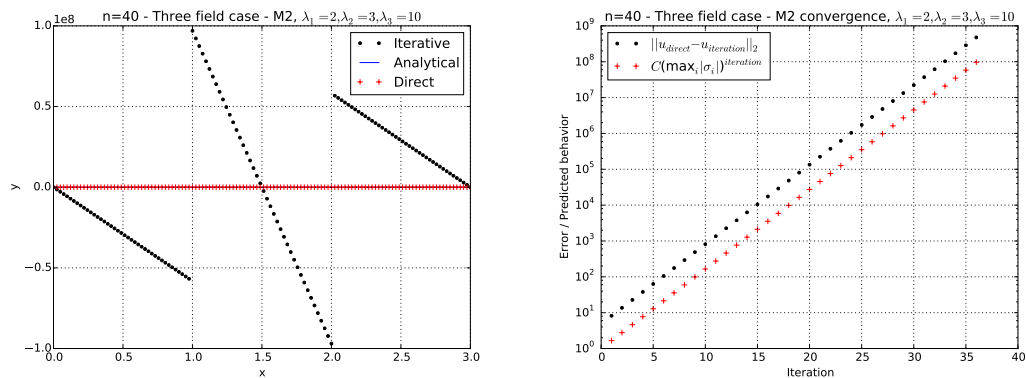 n=40 - Three field case - M2, λ₁=2,λ₂=3,λ₃=10
1e8
1.0
0.5
0.0
−0.5
−1.0
y
0.0 0.5 1.0 1.5 2.0 2.5 3.0
x
Iterative
Analytical
Direct
n=40 - Three field case - M2 convergence, λ₁=2,λ₂=3,λ₃=10
10⁹
10⁸
10⁷
10⁶
10⁵
10⁴
10³
10²
10¹
10⁰
Error / Predicted behavior
0 5 10 15 20 25 30 35 40
Iteration
||u_direct−u_iteration||₂
C(max_i|σ_i|)^iteration